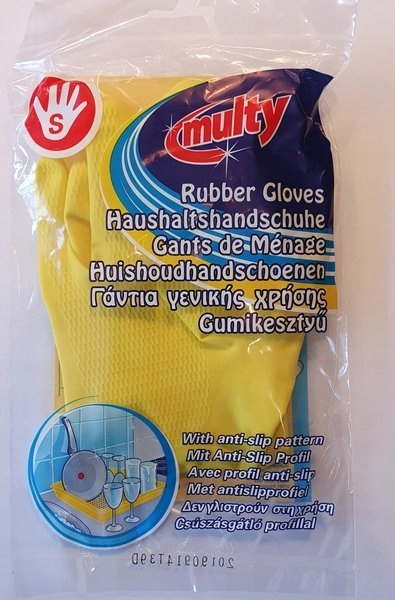 S
multy
Rubber Gloves
Haushaltshandschuhe
Gants de Ménage
Huishoudhandschoenen
Γάντια γενικής χρήσης
Gumikesztyű
With anti-slip pattern
Mit Anti-Slip Profil
Avec profil anti-slip
Met antislipprofiel
Δεν γλιστρούν στη χρήση
Csúszásgátló profillal
20190914T39D